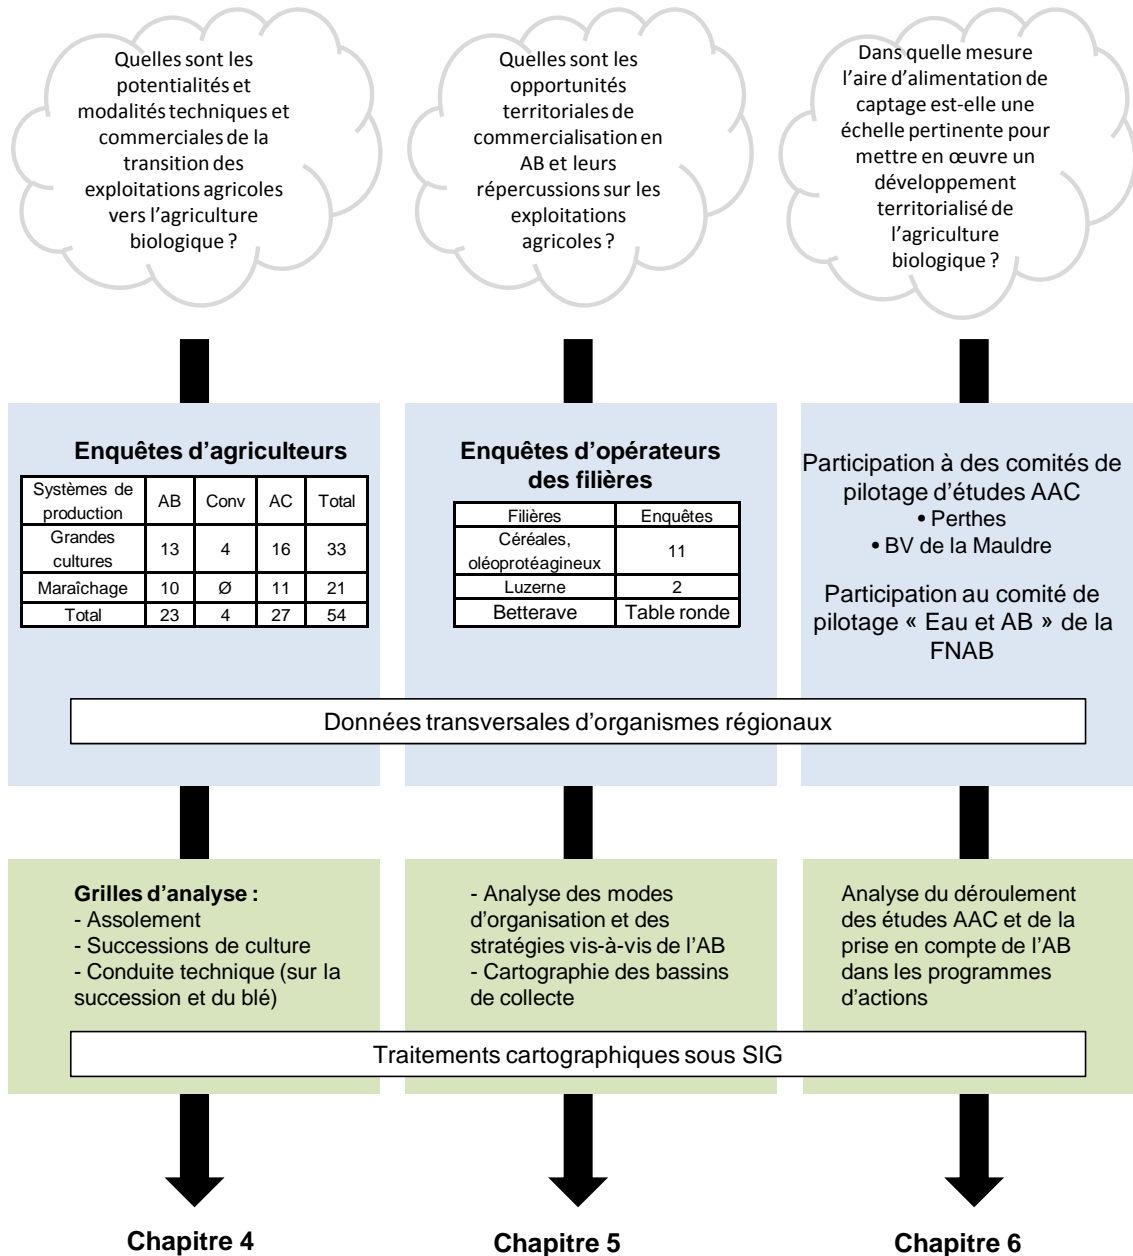 Quelles sont les
potentialités et
modalités techniques et
commerciales de la
transition des
exploitations agricoles
vers l'agriculture
biologique ?
Quelles sont les
opportunités
territoriales de
commercialisation en
AB et leurs
répercussions sur les
exploitations
agricoles ?
Dans quelle mesure
l'aire d'alimentation de
captage est-elle une
échelle pertinente pour
mettre en œuvre un
développement
territorialisé de
l'agriculture
biologique ?
Enquêtes d'agriculteurs
Systèmes de
production AB Conv AC Total
Grandes
cultures 13 4 16 33
Maraîchage 10 Ø 11 21
Total 23 4 27 54
Enquêtes d'opérateurs
des filières
Filières Enquêtes
Céréales,
oléoprotéagineux 11
Luzerne 2
Betterave Table ronde
Participation à des comités de
pilotage d'études AAC
• Perthes
• BV de la Mauldre
Participation au comité de
pilotage « Eau et AB » de la
FNAB
Données transversales d'organismes régionaux
Grilles d'analyse :
- Assolement
- Successions de culture
- Conduite technique (sur la
succession et du blé)
- Analyse des modes
d'organisation et des
stratégies vis-à-vis de l'AB
- Cartographie des bassins
de collecte
Analyse du déroulement
des études AAC et de la
prise en compte de l'AB
dans les programmes
d'actions
Traitements cartographiques sous SIG
Chapitre 4
Chapitre 5
Chapitre 6